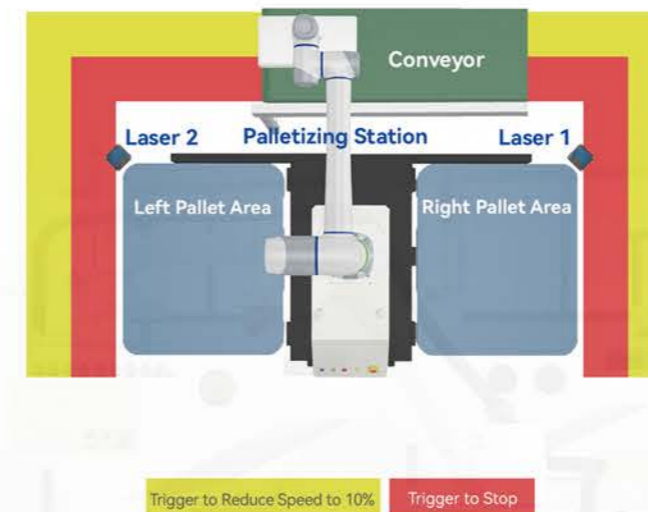 Conveyor
Laser 2
Palletizing Station
Laser 1
Left Pallet Area
Right Pallet Area
Trigger to Reduce Speed to 10%
Trigger to Stop